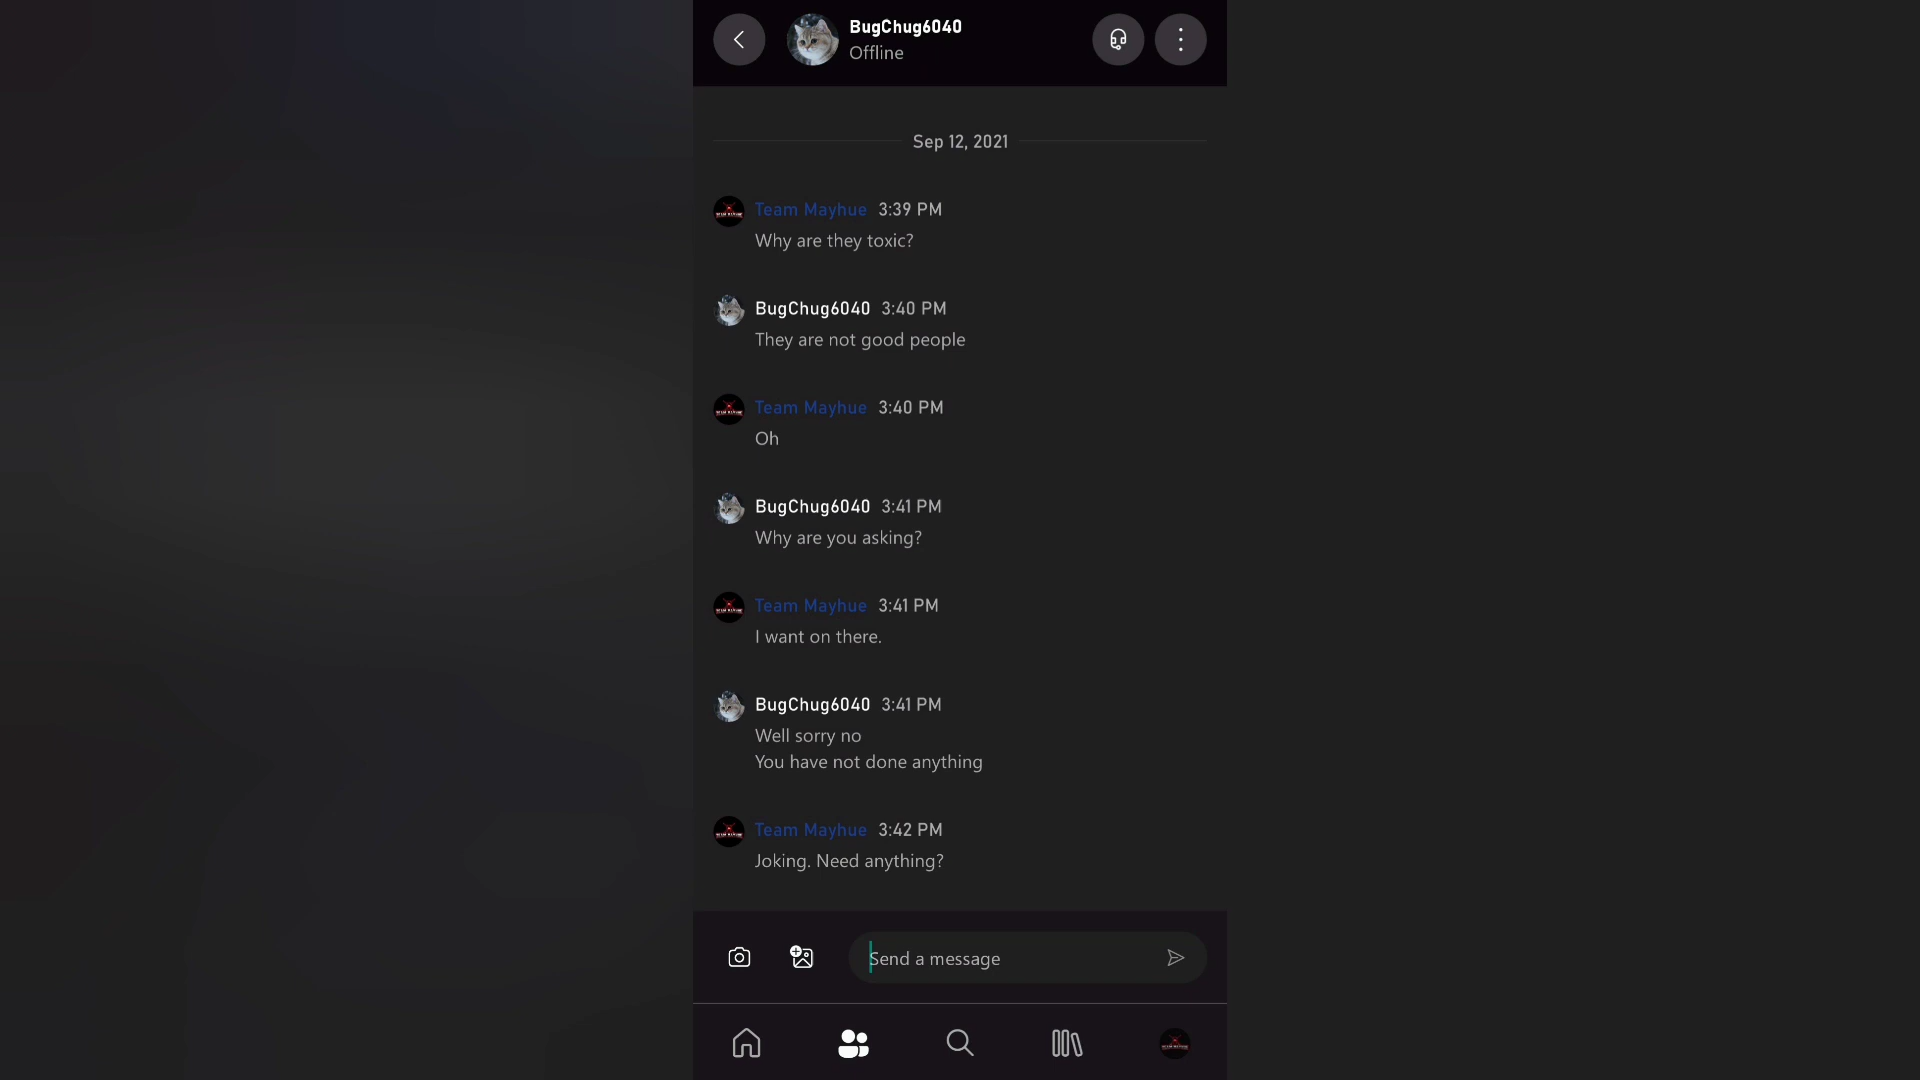 BugChug6040
Offline
Sep 12, 2021
Team Mayhue 3:39 PM
Why are they toxic?
BugChug6040 3:40 PM
They are not good people
Team Mayhue 3:40 PM
Oh
BugChug6040 3:41 PM
Why are you asking?
Team Mayhue 3:41 PM
I want on there.
BugChug6040 3:41 PM
Well sorry no
You have not done anything
Team Mayhue 3:42 PM
Joking. Need anything?
Send a message